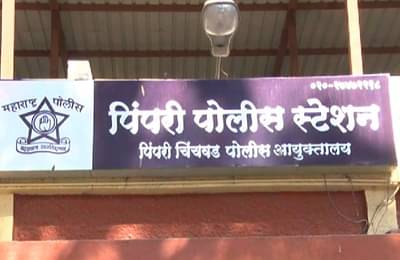 महाराष्ट्र पोलीस
पिंपरी पोलीस स्टेशन
पिंपरी चिंचवड पोलीस आयुक्तालय